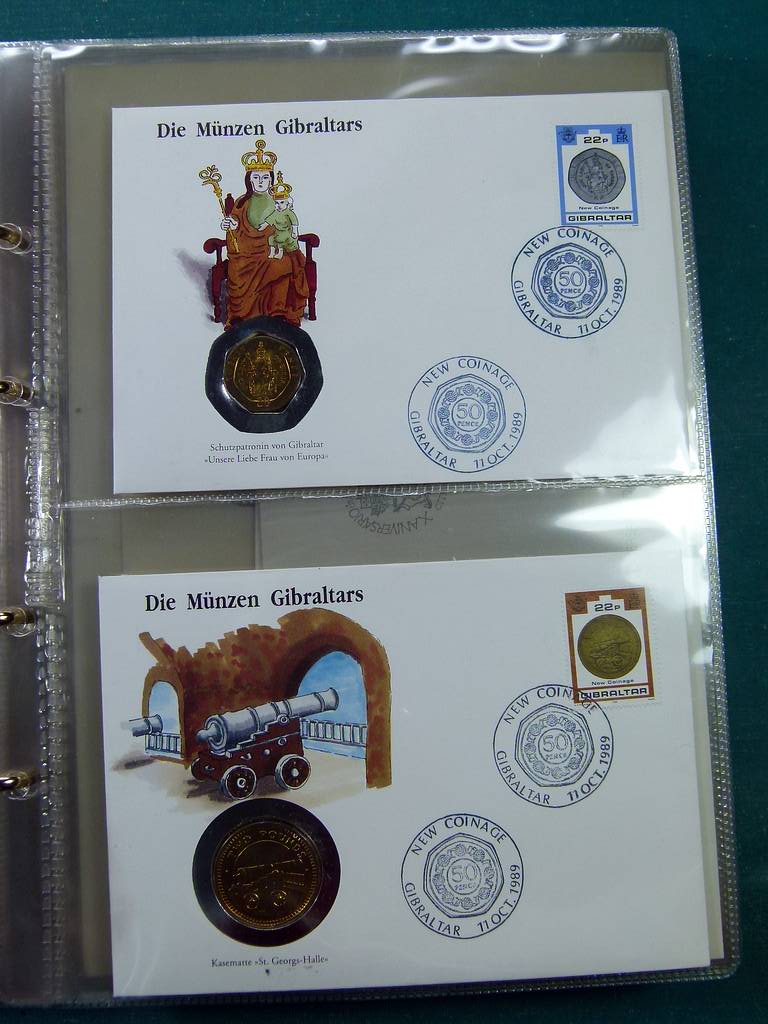 Die Münzen Gibraltars
22P
New Coinage
GIBRALTAR
NEW COINAGE
50
PENCE
GIBRALTAR 11 OCT. 1989
NEW COINAGE
50
PENCE
GIBRALTAR 11 OCT. 1989
Schutzpatronin von Gibraltar
«Unsere Liebe Frau von Europa»
X ANIVERSARIO
Die Münzen Gibraltars
22P
New Coinage
GIBRALTAR
NEW COINAGE
50
PENCE
GIBRALTAR 11 OCT. 1989
NEW COINAGE
50
PENCE
GIBRALTAR 11 OCT. 1989
TWO POUNDS
Kasematte «St. Georgs-Halle»